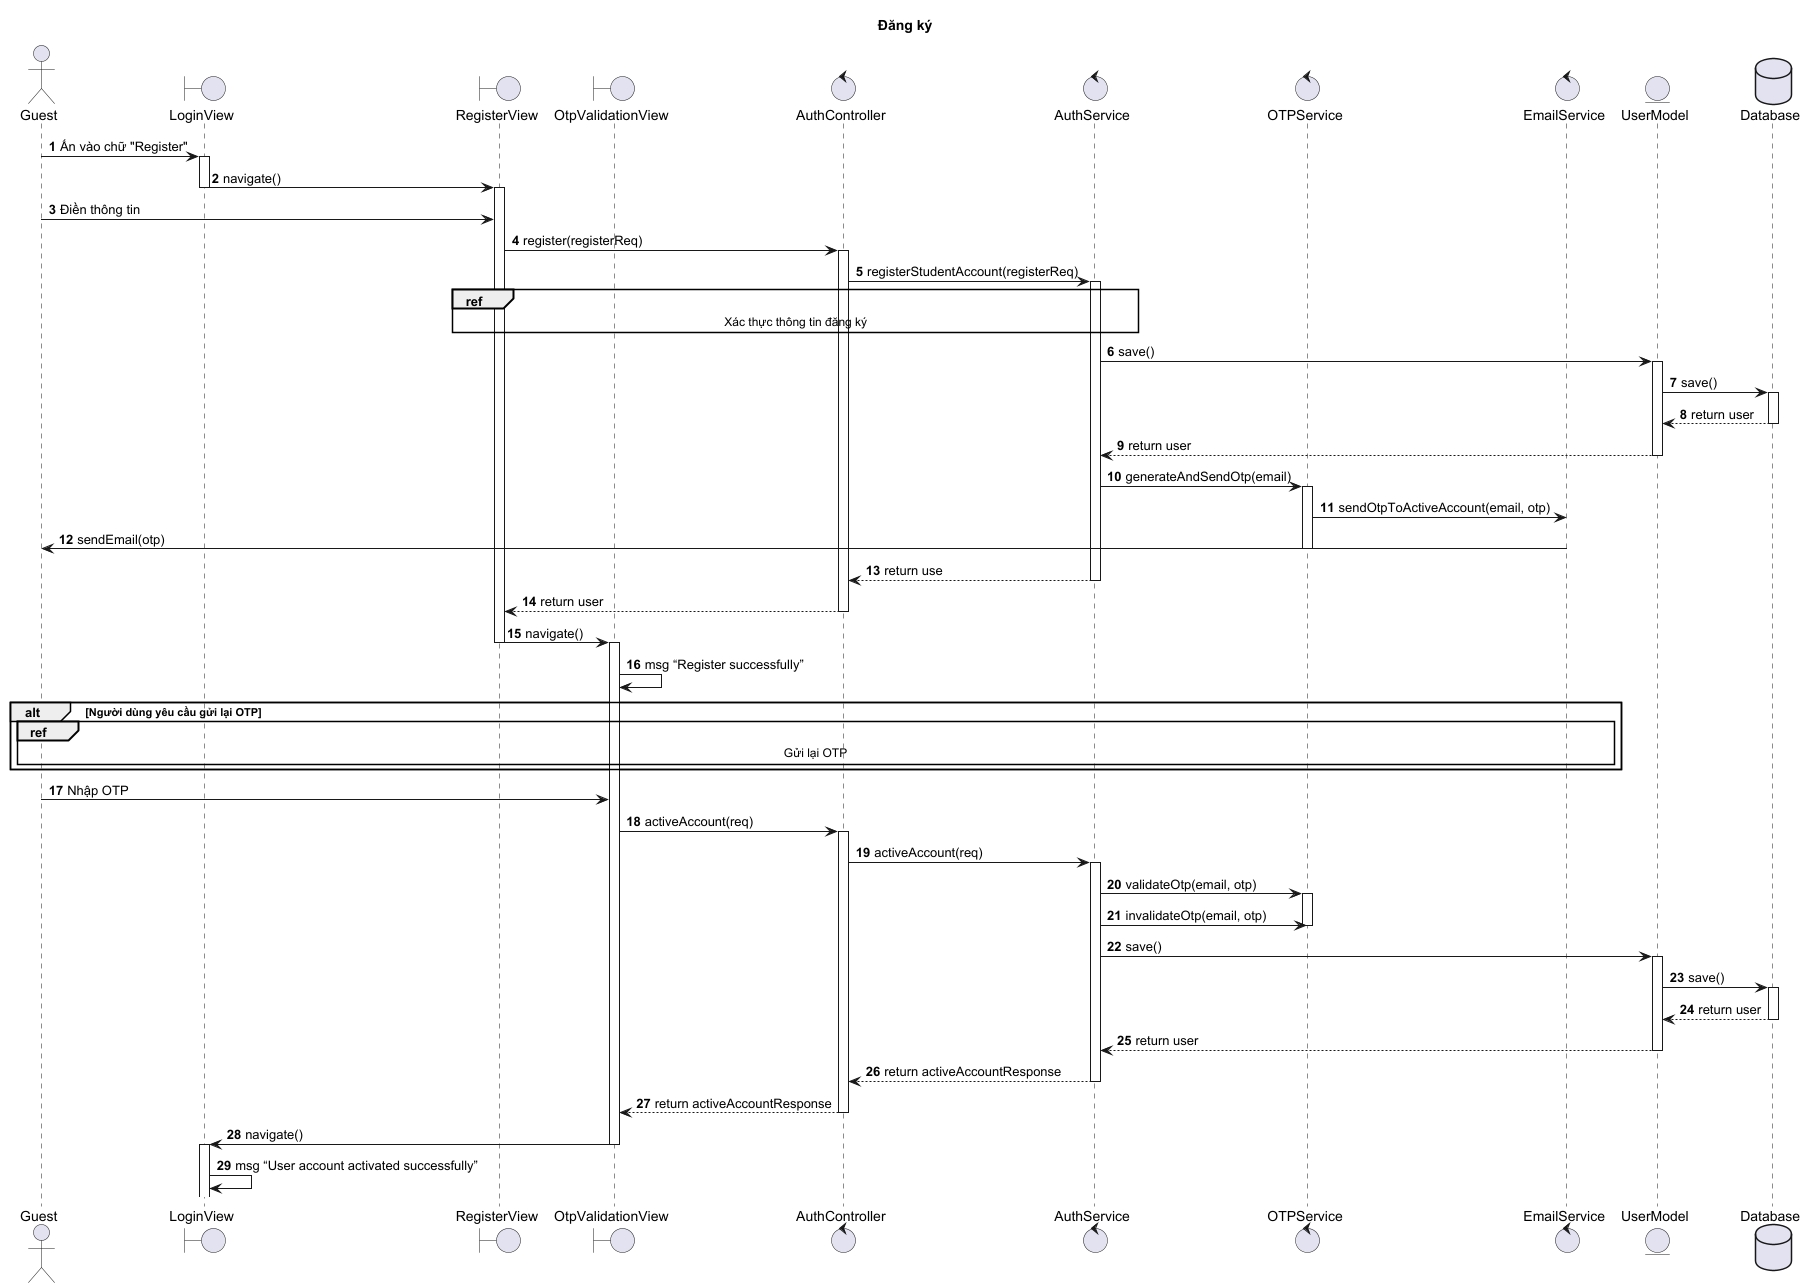 Đăng ký
Guest
LoginView
RegisterView
OtpValidationView
AuthController
AuthService
OTPService
EmailService
UserModel
Database
1 Ấn vào chữ "Register"
2 navigate()
3 Điền thông tin
4 register(registerReq)
5 registerStudentAccount(registerReq)
ref
Xác thực thông tin đăng ký
6 save()
7 save()
8 return user
9 return user
10 generateAndSendOtp(email)
11 sendOtpToActiveAccount(email, otp)
12 sendEmail(otp)
13 return use
14 return user
15 navigate()
16 msg “Register successfully”
alt [Người dùng yêu cầu gửi lại OTP]
ref
Gửi lại OTP
17 Nhập OTP
18 activeAccount(req)
19 activeAccount(req)
20 validateOtp(email, otp)
21 invalidateOtp(email, otp)
22 save()
23 save()
24 return user
25 return user
26 return activeAccountResponse
27 return activeAccountResponse
28 navigate()
29 msg “User account activated successfully”
Guest
LoginView
RegisterView
OtpValidationView
AuthController
AuthService
OTPService
EmailService
UserModel
Database